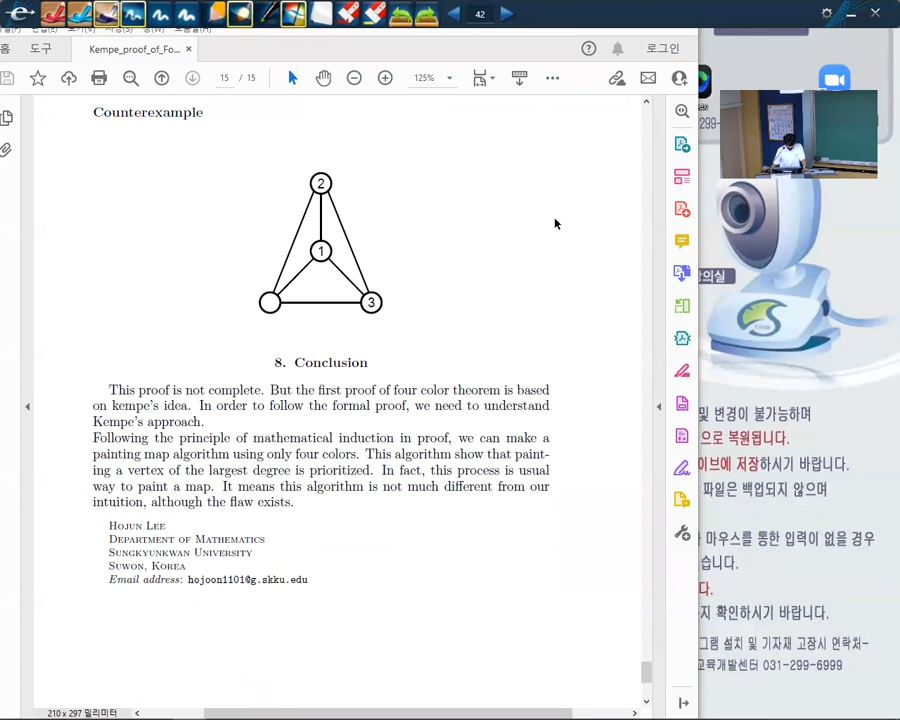 42
홈
도구
Kempe_proof_of_Fo...
로그인
15 / 15
125%
Counterexample
2
1
3
8. Conclusion
This proof is not complete. But the first proof of four color theorem is based
on kempe's idea. In order to follow the formal proof, we need to understand
Kempe's approach.
Following the principle of mathematical induction in proof, we can make a
painting map algorithm using only four colors. This algorithm show that paint-
ing a vertex of the largest degree is prioritized. In fact, this process is usual
way to paint a map. It means this algorithm is not much different from our
intuition, although the flaw exists.
Hojun Lee
Department of Mathematics
Sungkyunkwan University
Suwon, Korea
Email address: hojoon1101@g.skku.edu
210 x 297 밀리미터
299-
강의실
및 변경이 불가능하며
으로 복원됩니다.
이브에 저장하시기 바랍니다.
파일은 백업되지 않으며
마우스를 통한 입력이 없을 경우
습니다.
다.
지 확인하시기 바랍니다.
그램 설치 및 기자재 고장시 연락처-
교육개발센터 031-299-6999